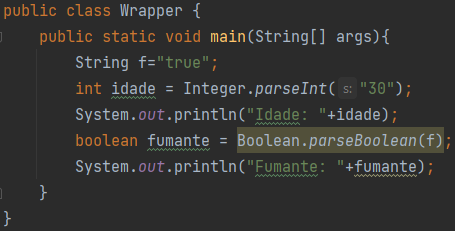 public class Wrapper {
public static void main(String[] args){
String f="true";
int idade = Integer.parseInt( s: "30");
System.out.println("Idade: "+idade);
boolean fumante = Boolean.parseBoolean(f);
System.out.println("Fumante: "+fumante);
}
}